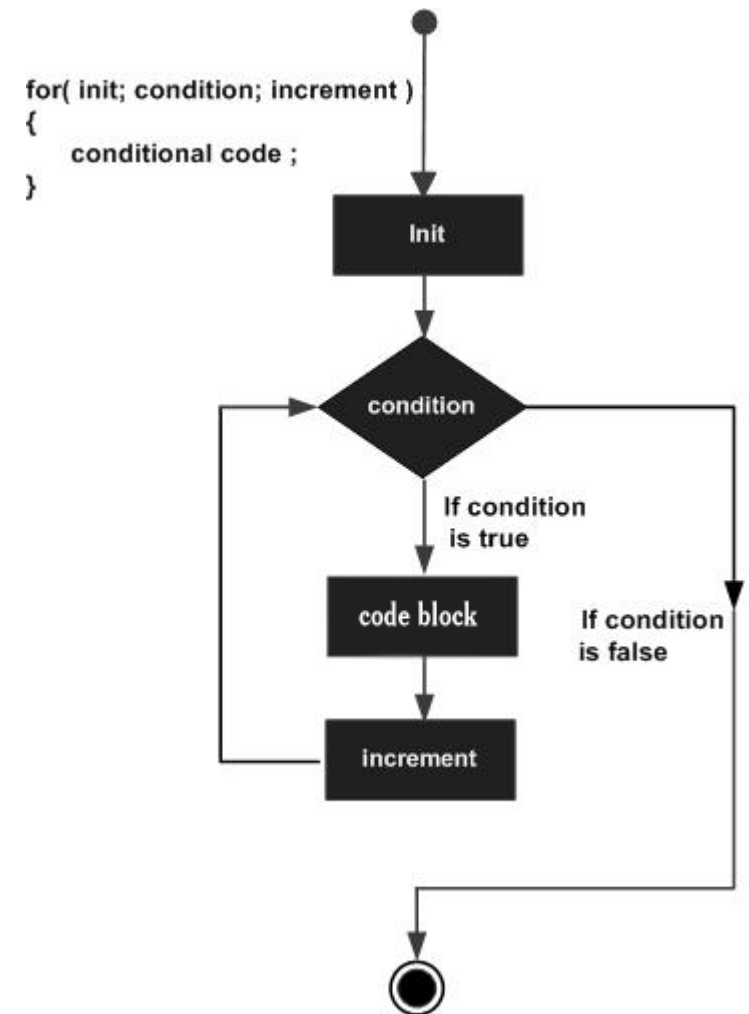 for( init; condition; increment )
{
conditional code ;
}
Init
condition
If condition
is true
code block
If condition
is false
increment